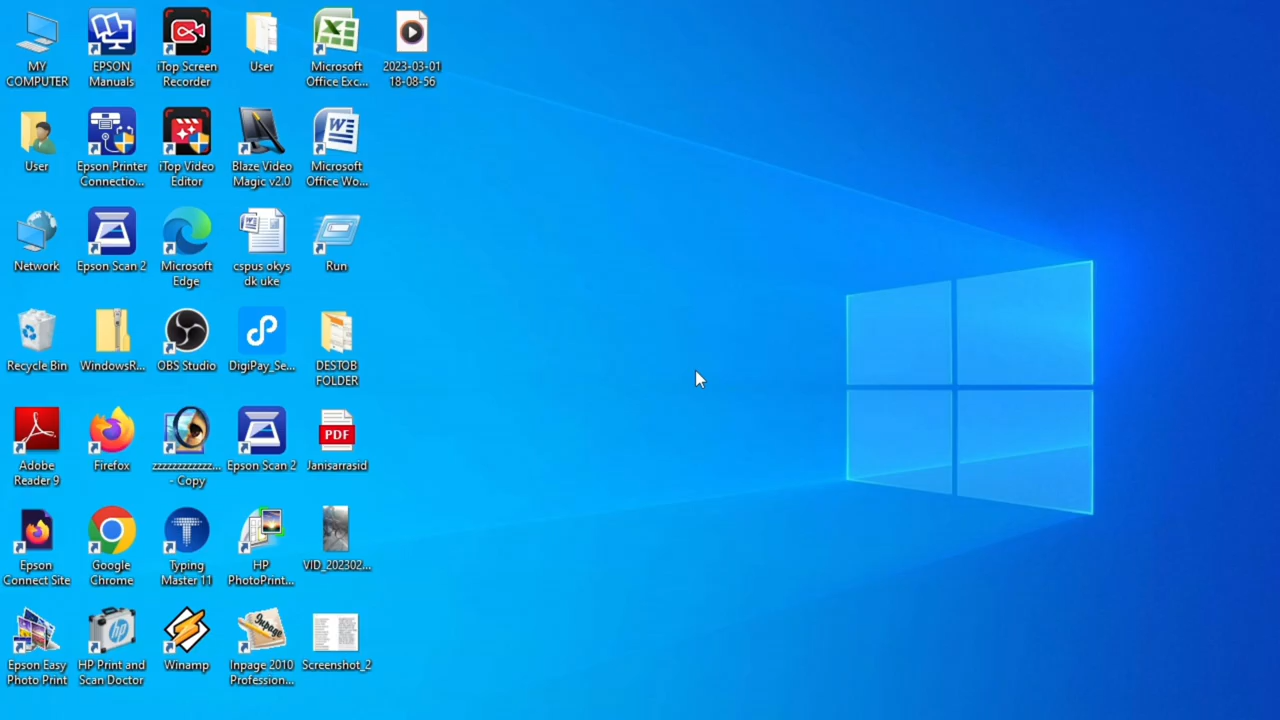 MY
COMPUTER
EPSON
Manuals
iTop Screen
Recorder
User
Microsoft
Office Exc...
2023-03-01
18-08-56
User
Epson Printer
Connectio...
iTop Video
Editor
Blaze Video
Magic v2.0
Microsoft
Office Wo...
Network
Epson Scan 2
Microsoft
Edge
cspus okys
dk uke
Run
Recycle Bin
WindowsR...
OBS Studio
DigiPay_Se...
DESTOB
FOLDER
PDF
Adobe
Reader 9
Firefox
zzzzzzzzzzzz...
- Copy
Epson Scan 2
Janisarrasid
Epson
Connect Site
Google
Chrome
Typing
Master 11
HP
PhotoPrint...
VID_202302...
Epson Easy
Photo Print
HP Print and
Scan Doctor
Winamp
Inpage
Inpage 2010
Profession...
Screenshot_2